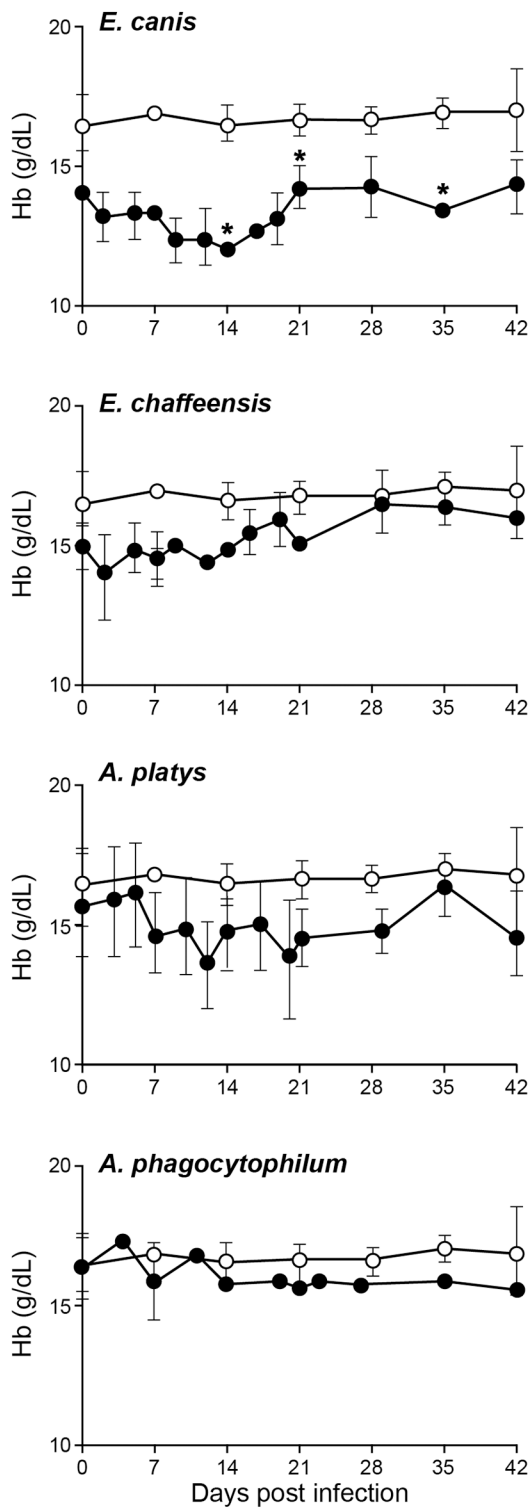 E. canis
20
15
10
Hb (g/dL)
*
*
*
0 7 14 21 28 35 42
E. chaffeensis
20
15
10
Hb (g/dL)
0 7 14 21 28 35 42
A. platys
20
15
10
Hb (g/dL)
0 7 14 21 28 35 42
A. phagocytophilum
20
15
10
Hb (g/dL)
0 7 14 21 28 35 42
Days post infection